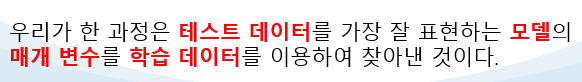 우리가 한 과정은 테스트 데이터를 가장 잘 표현하는 모델의
매개 변수를 학습 데이터를 이용하여 찾아낸 것이다.